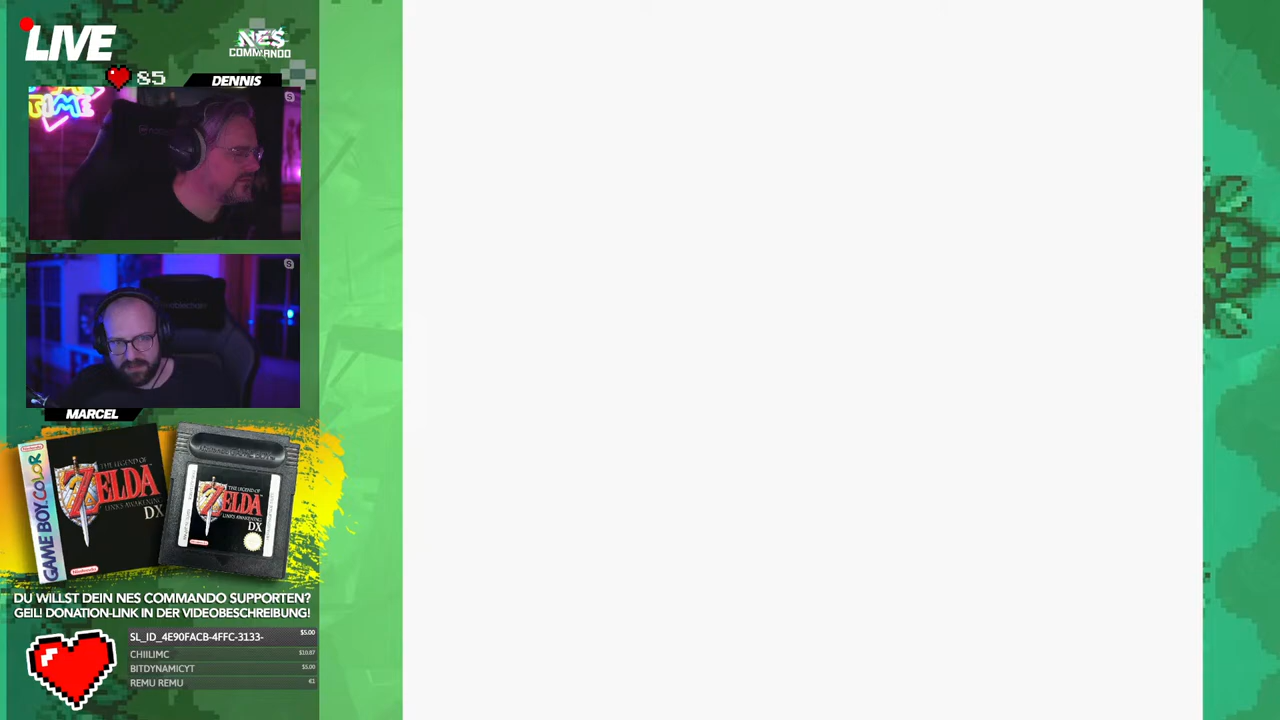 LIVE
NES
COMMANDO
85
DENNIS
TIME
MARCEL
GAME BOY COLOR
Nintendo
THE LEGEND OF
ZELDA
LINK'S AWAKENING
DX
Nintendo
THE LEGEND OF
ZELDA
LINK'S AWAKENING
DX
DU WILLST DEIN NES COMMANDO SUPPORTEN?
GEIL! DONATION-LINK IN DER VIDEOBESCHREIBUNG!
SL_ID_4E90FACB-4FFC-3133- $5.00
CHIILIMC $10.87
BITDYNAMICYT $5.00
REMU REMU €1